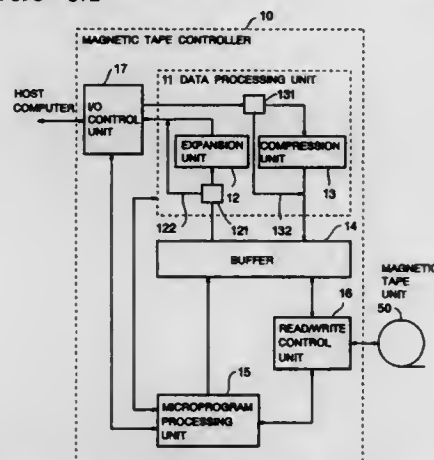 10
MAGNETIC TAPE CONTROLLER
17
11 DATA PROCESSING UNIT
131
HOST
COMPUTER
I/O
CONTROL
UNIT
EXPANSION
UNIT
COMPRESSION
UNIT
12
13
122
121
132
14
BUFFER
MAGNETIC
TAPE
UNIT
50
16
READ/WRITE
CONTROL
UNIT
15
MICROPROGRAM
PROCESSING
UNIT